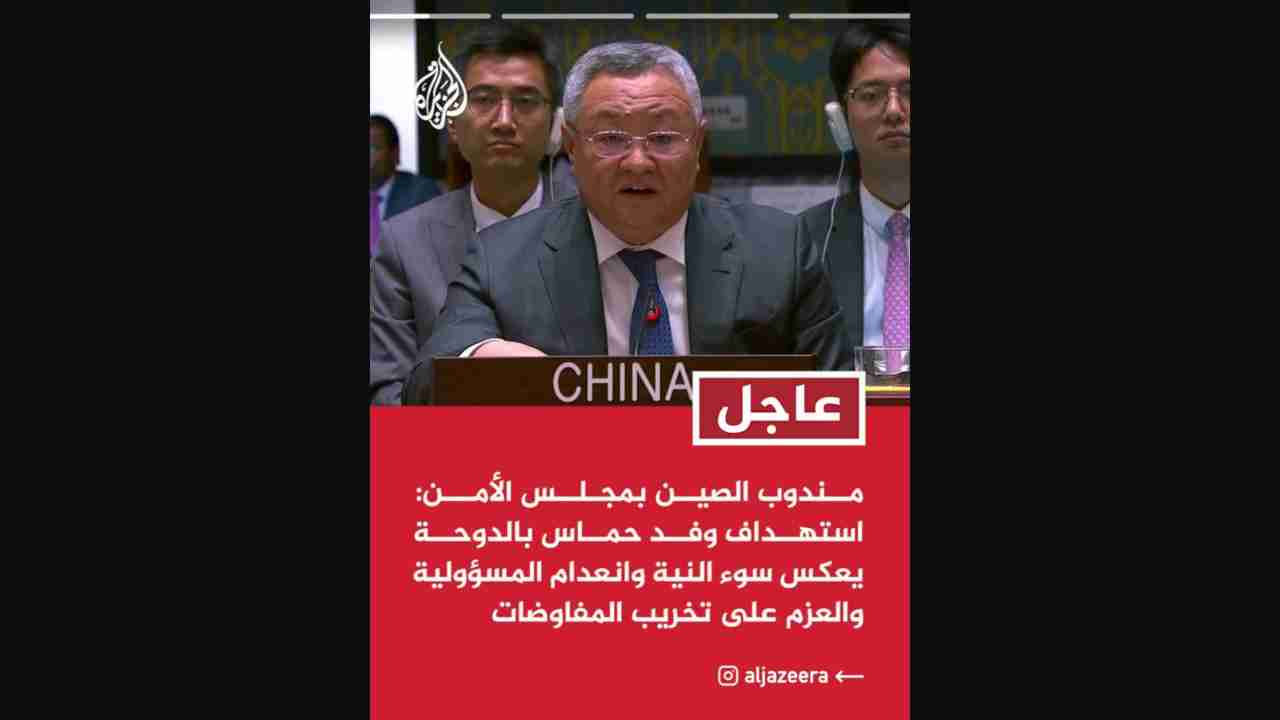 الجزيرة
CHINA
عاجل
مندوب الصين بمجلس الأمن:
استهداف وفد حماس بالدوحة
يعكس سوء النية وانعدام المسؤولية
والعزم على تخريب المفاوضات
aljazeera